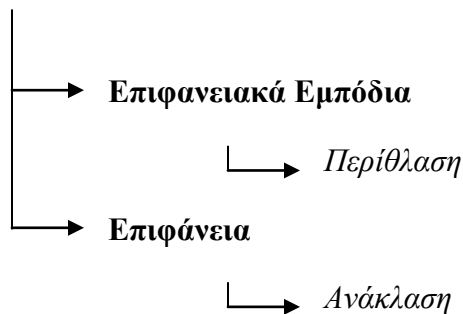 Επιφανειακά Εμπόδια
Περίθλαση
Επιφάνεια
Ανάκλαση